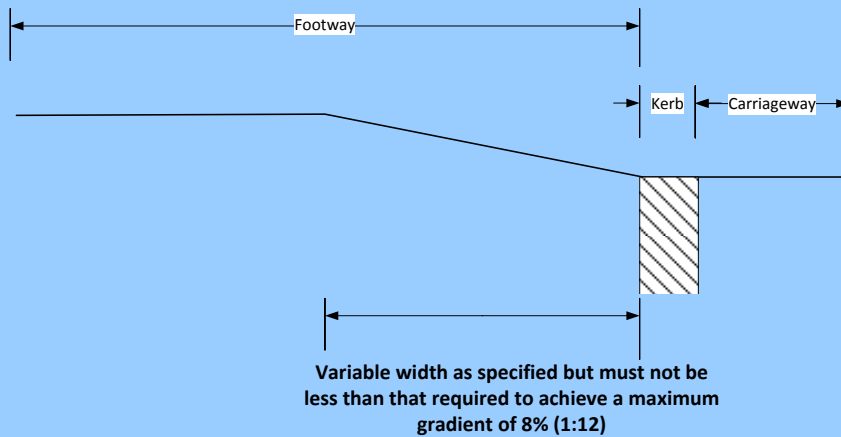 Footway
Kerb
Carriageway
Variable width as specified but must not be
less than that required to achieve a maximum
gradient of 8% (1:12)